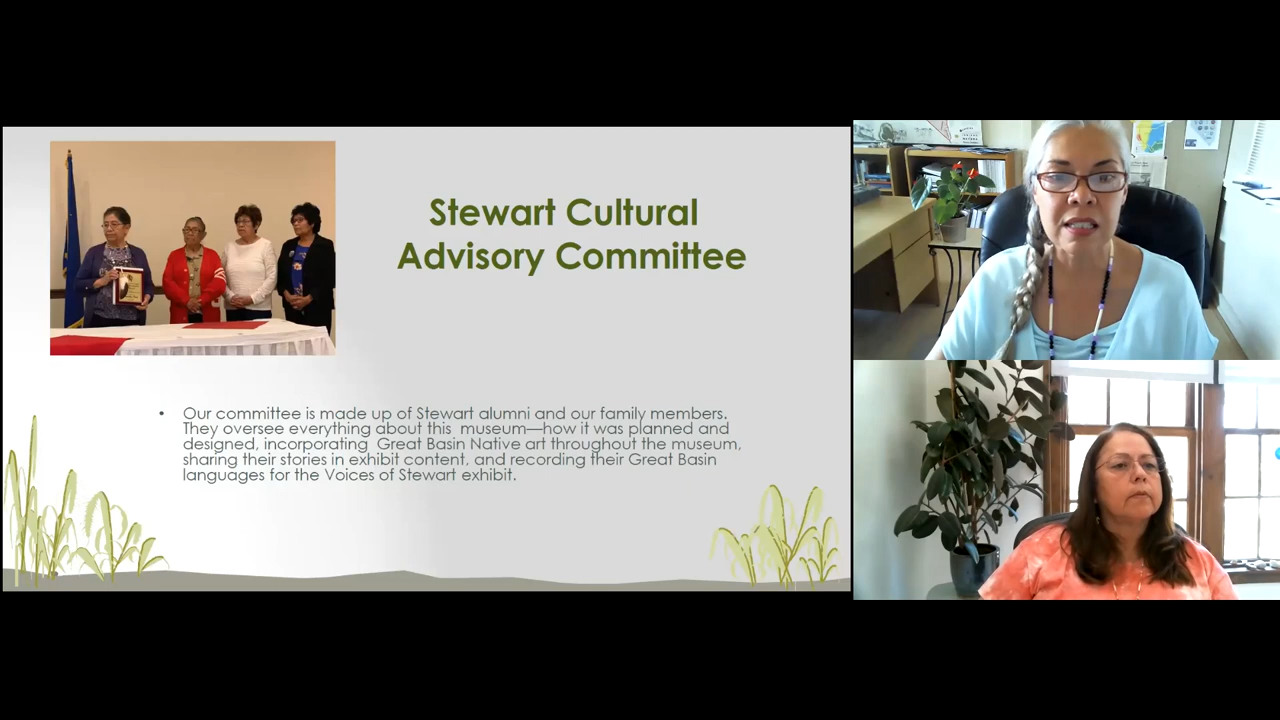 Stewart Cultural
Advisory Committee
• Our committee is made up of Stewart alumni and our family members.
They oversee everything about this museum—how it was planned and
designed, incorporating Great Basin Native art throughout the museum,
sharing their stories in exhibit content, and recording their Great Basin
languages for the Voices of Stewart exhibit.